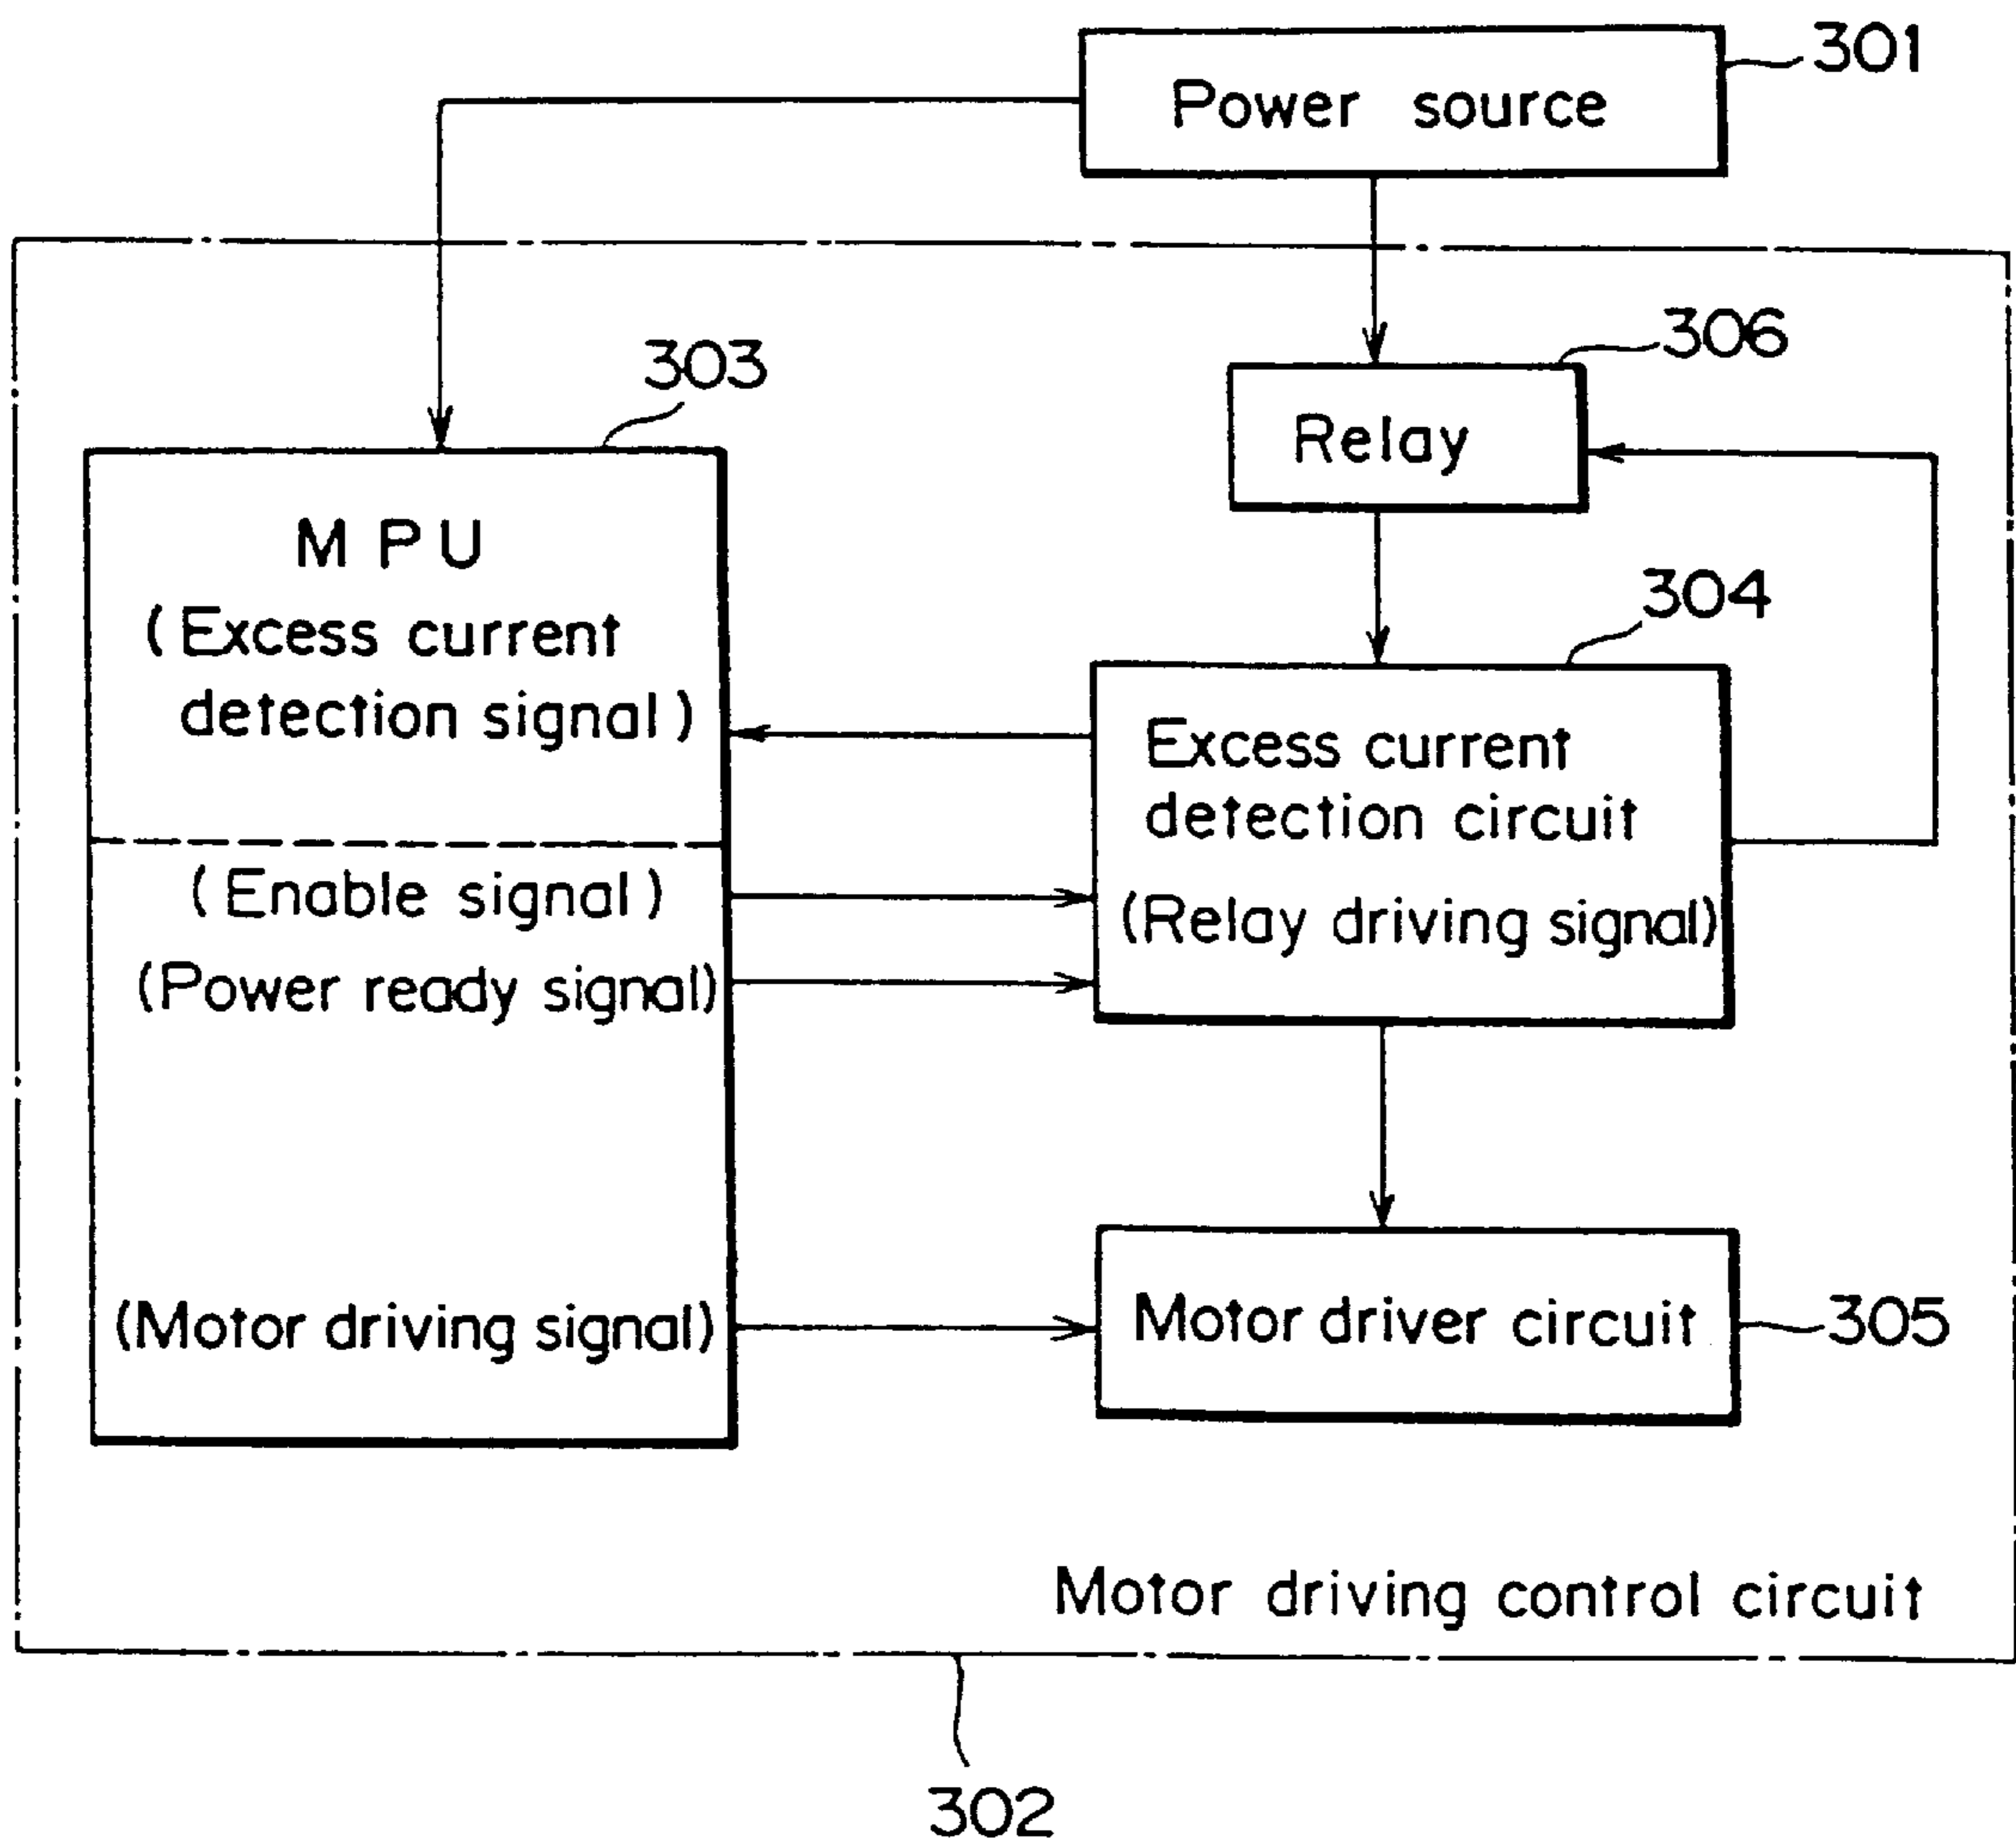 301
Power source
306
303
Relay
MPU
(Excess current
detection signal)
304
Excess current
detection circuit
(Relay driving signal)
(Enable signal)
(Power ready signal)
(Motor driving signal)
Motor driver circuit
305
Motor driving control circuit
302